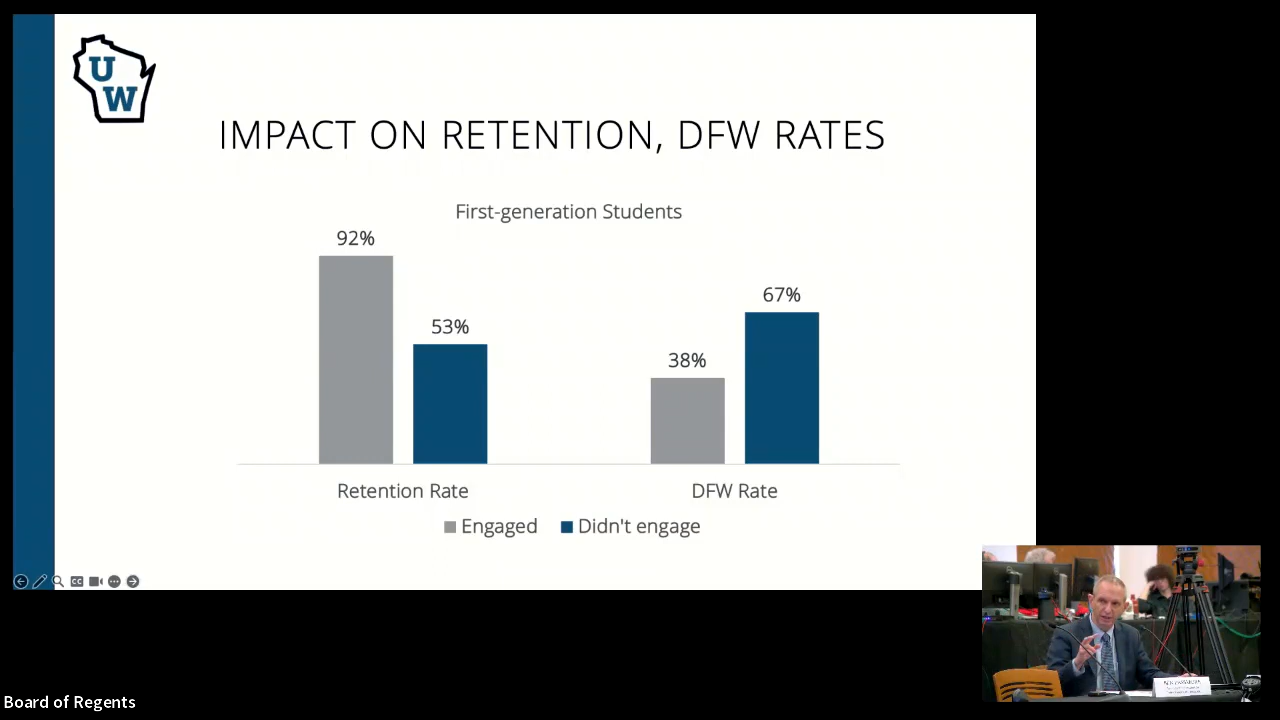 U
W
IMPACT ON RETENTION, DFW RATES
First-generation Students
92%
53%
38%
67%
Retention Rate
DFW Rate
Engaged
Didn't engage
CC
Board of Regents